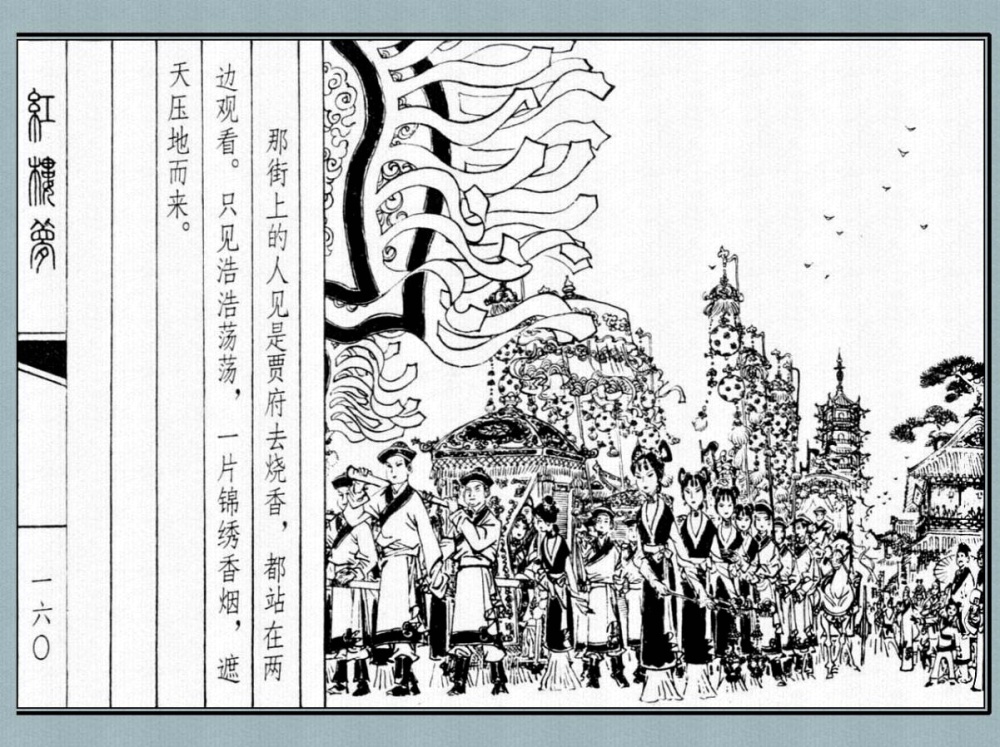 那街上的人见是贾府去烧香，都站在两
边观看。只见浩浩荡荡，一片锦绣香烟，遮
天压地而来。
紅樓夢
一六〇